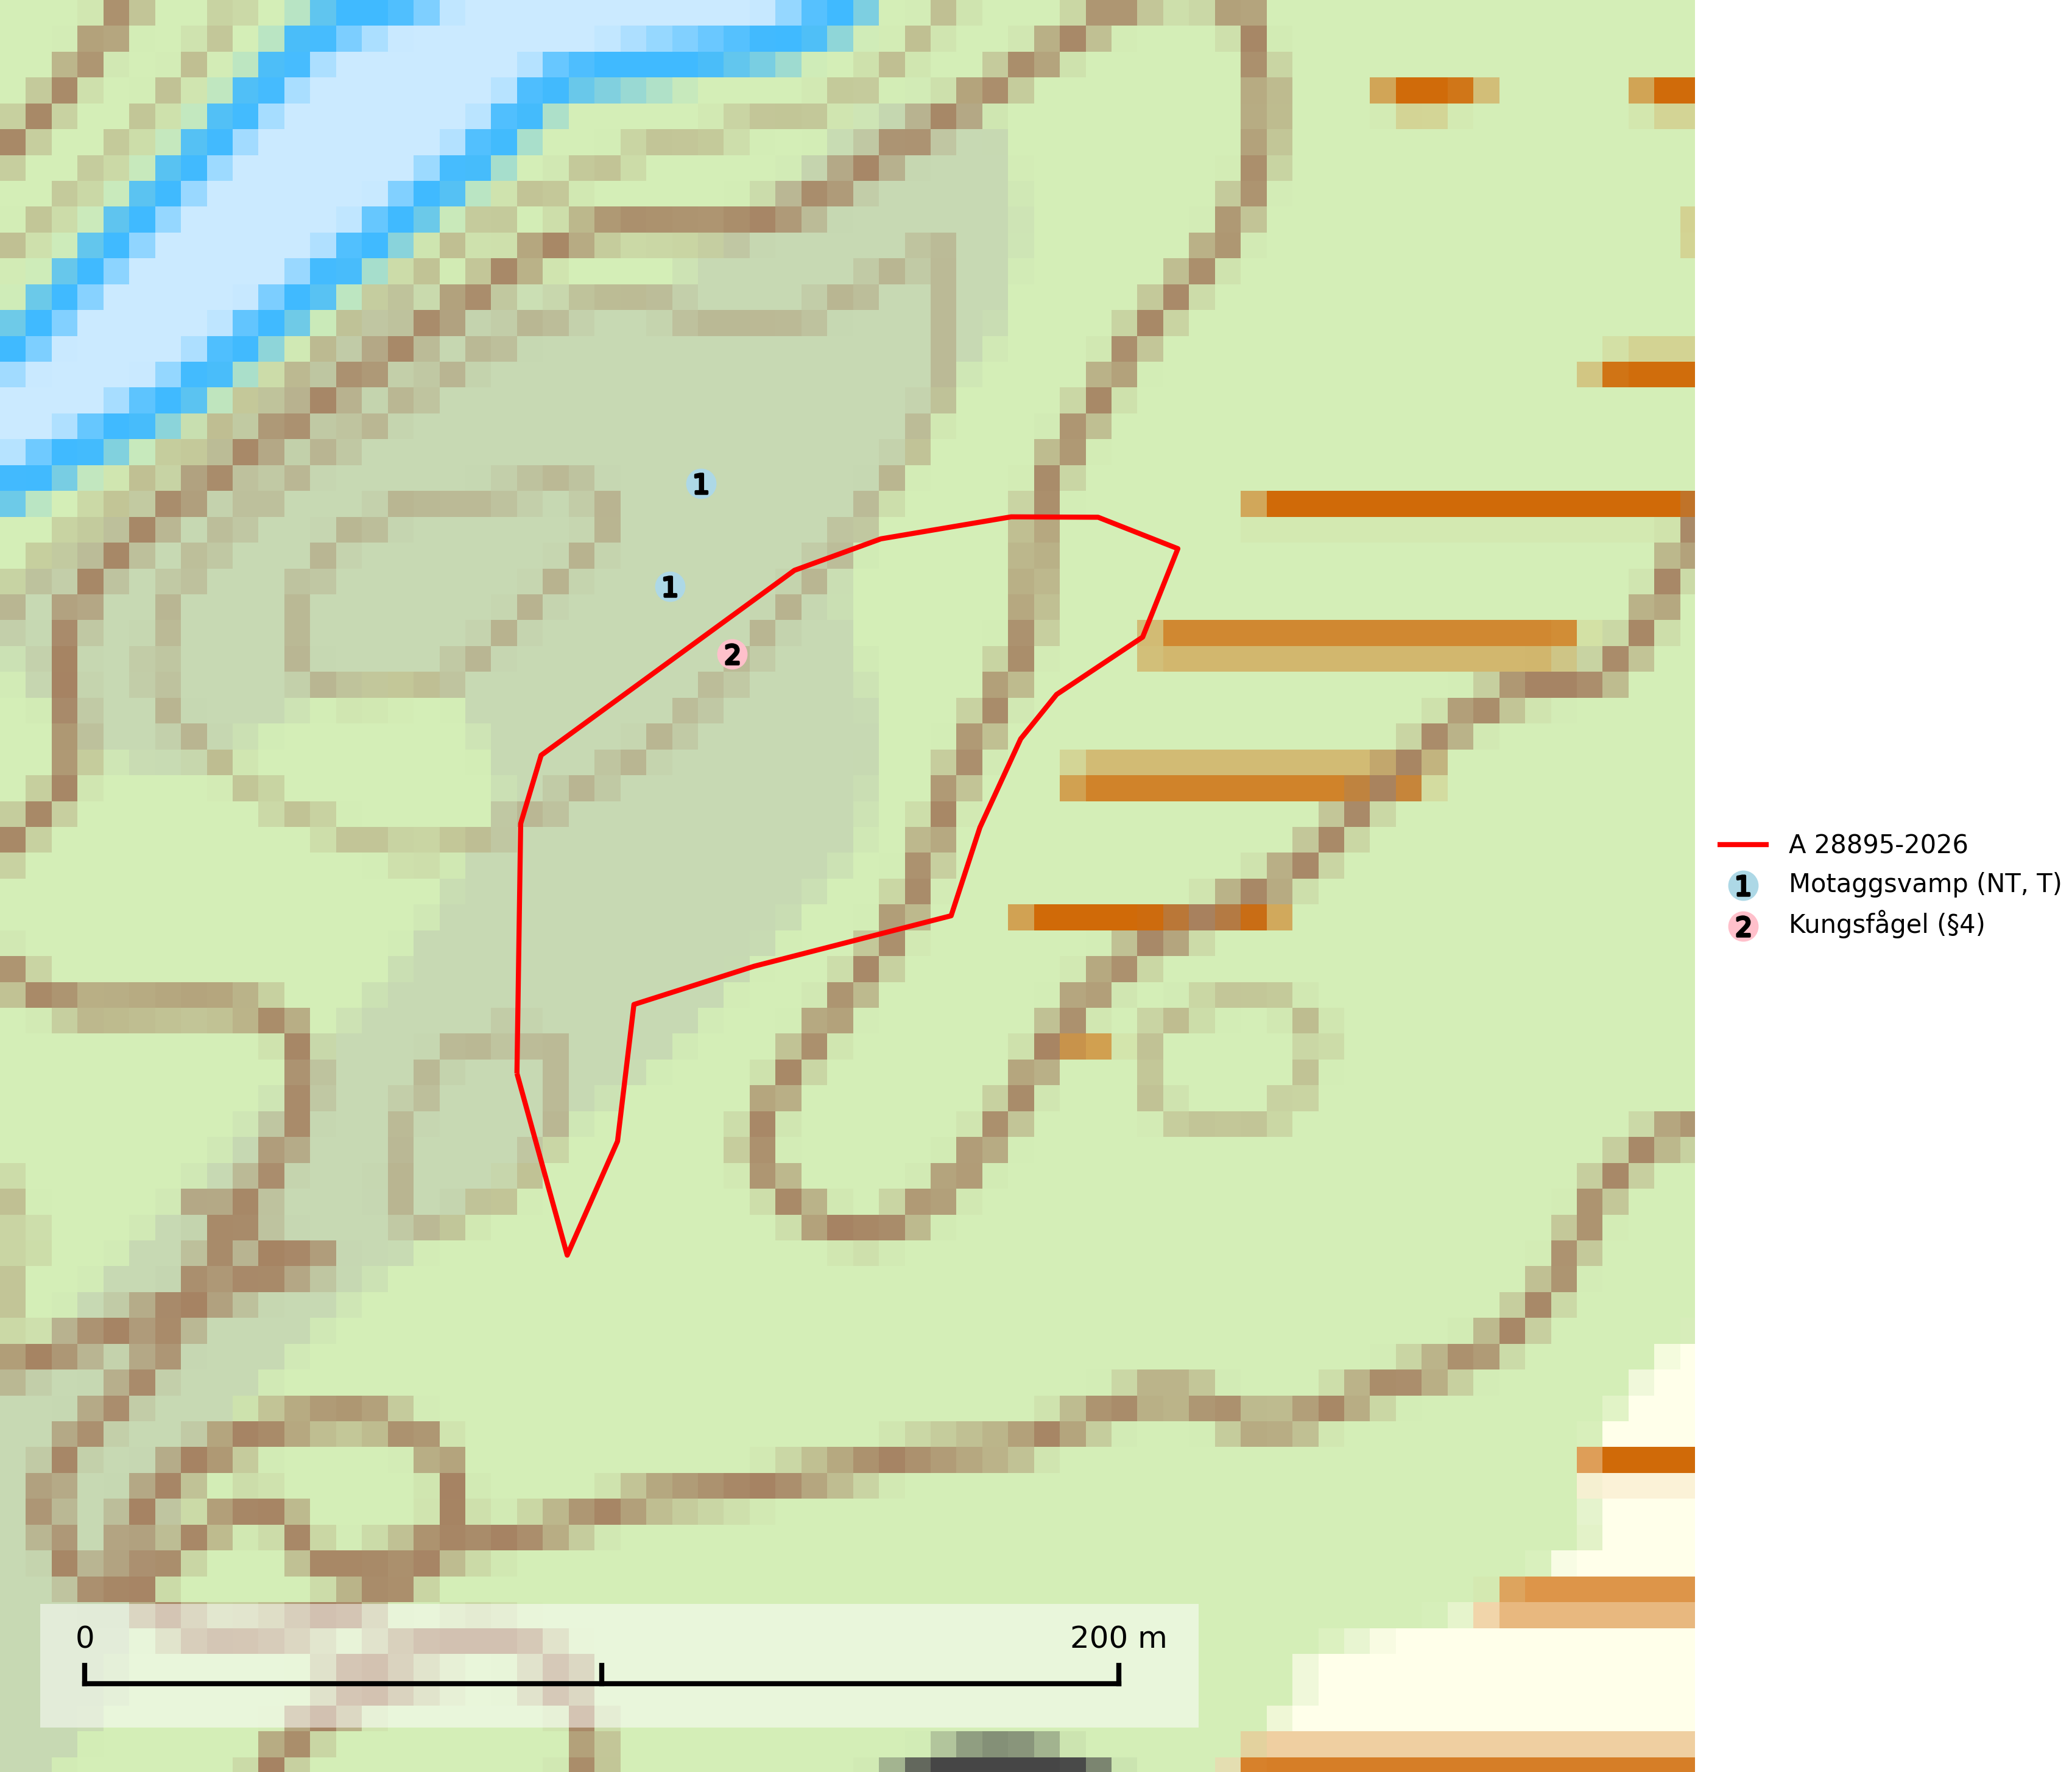 1
1
2
A 28895-2026
1 Motaggsvamp (NT, T)
2 Kungsfågel (§4)
0 200 m